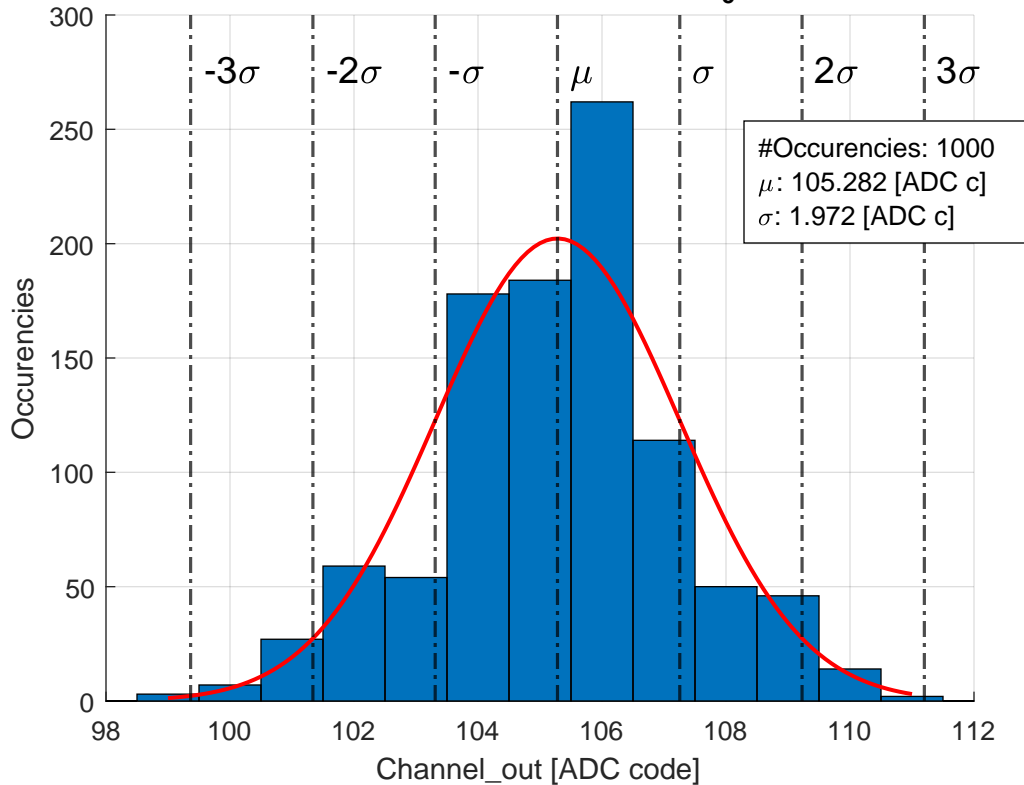 300
250
200
150
100
50
0
Occurencies
-3σ -2σ -σ μ σ 2σ 3σ
#Occurencies: 1000
μ: 105.282 [ADC c]
σ: 1.972 [ADC c]
98 100 102 104 106 108 110 112
Channel_out [ADC code]